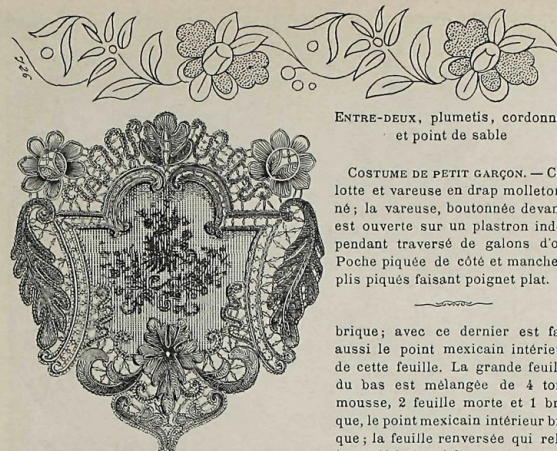 726
ENTRE-DEUX, plumetis, cordonn
et point de sable
COSTUME DE PETIT GARÇON. — C
lotte et vareuse en drap molleton
né; la vareuse, boutonnée devan
est ouverte sur un plastron ind
pendant traversé de galons d'o
Poche piquée de côté et manche
plis piqués faisant poignet plat.
brique; avec ce dernier est fa
aussi le point mexicain intérie
de cette feuille. La grande feuil
du bas est mélangée de 4 to
mousse, 2 feuille morte et 1 br
que, le point mexicain intérieur b
que; la feuille renversée qui rel